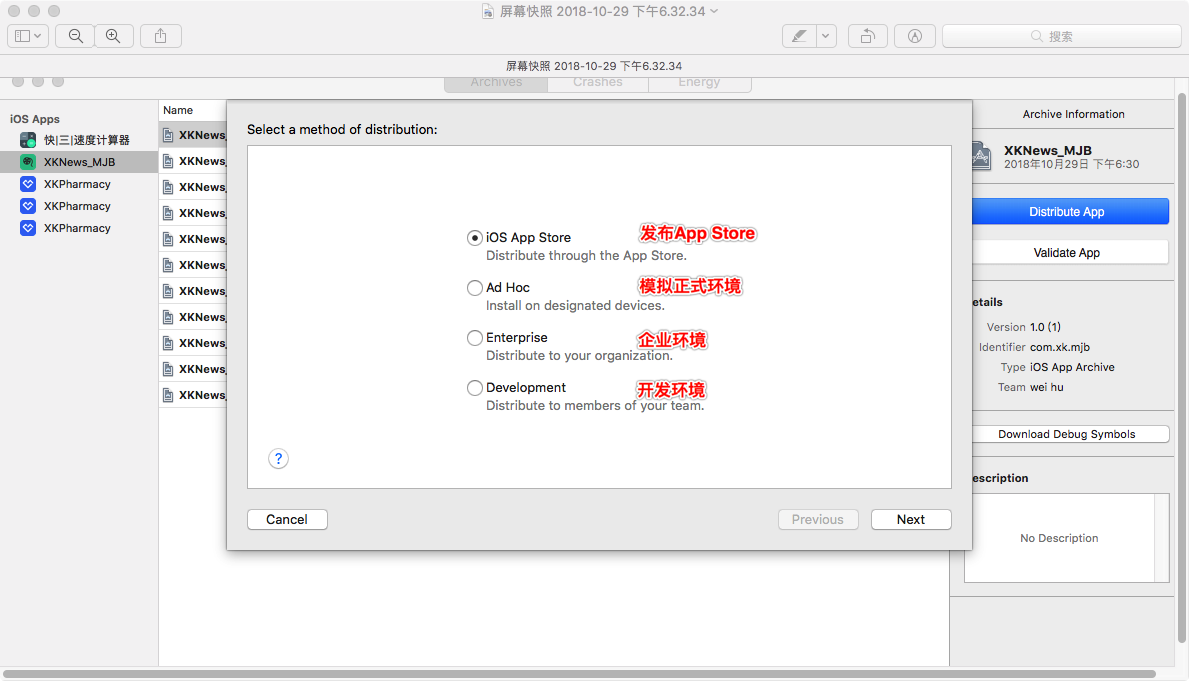 屏幕快照 2018-10-29 下午6.32.34
搜索
屏幕快照 2018-10-29 下午6.32.34
Archives
Crashes
Energy
iOS Apps
快|三|速度计算器
XKNews_MJB
XKPharmacy
XKPharmacy
XKPharmacy
Name
XKNews_
XKNews_
XKNews_
XKNews_
XKNews_
XKNews_
XKNews_
XKNews_
XKNews_
XKNews_
XKNews_
Select a method of distribution:
iOS App Store
发布App Store
Distribute through the App Store.
Ad Hoc
模拟正式环境
Install on designated devices.
Enterprise
企业环境
Distribute to your organization.
Development
开发环境
Distribute to members of your team.
?
Cancel
Previous
Next
Archive Information
XKNews_MJB
2018年10月29日 下午6:30
Distribute App
Validate App
etails
Version 1.0 (1)
Identifier com.xk.mjb
Type iOS App Archive
Team wei hu
Download Debug Symbols
escription
No Description